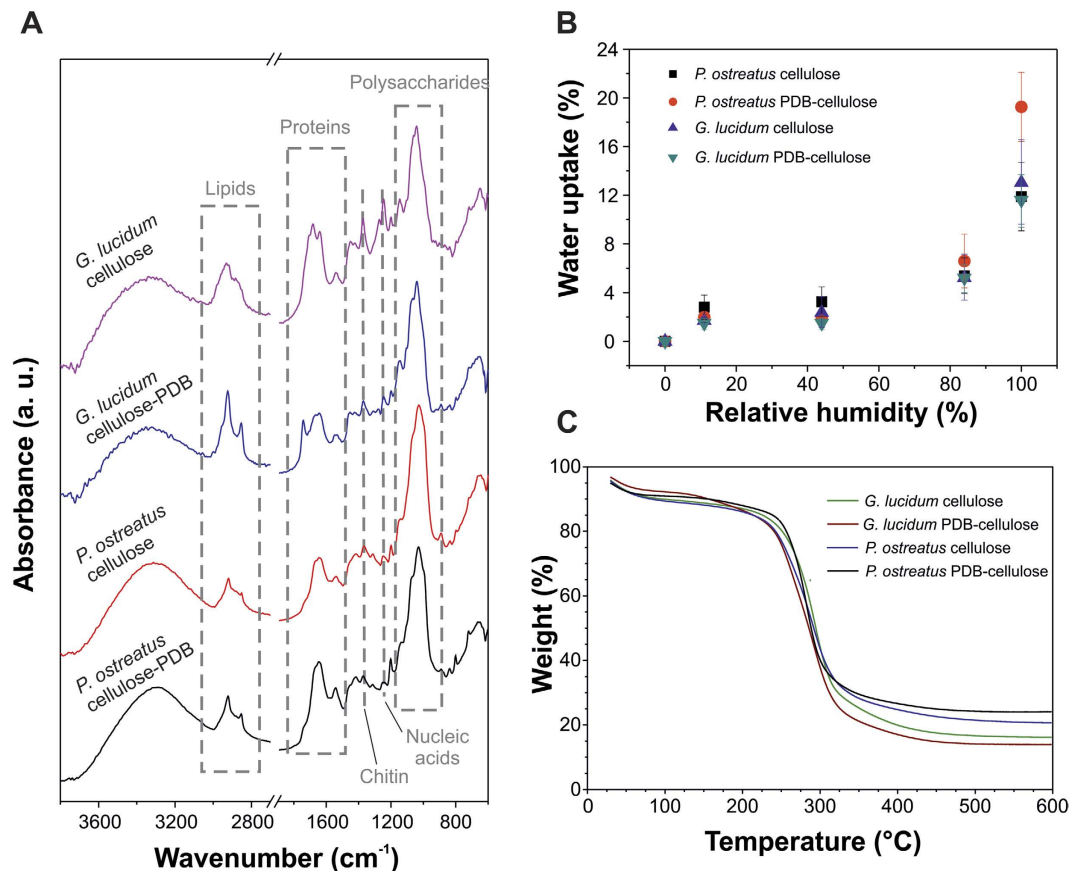 A
Polysaccharides
Proteins
Lipids
G. lucidum
cellulose
G. lucidum
cellulose-PDB
P. ostreatus
cellulose
P. ostreatus
cellulose-PDB
Nucleic
acids
Chitin
Absorbance (a. u.)
3600 3200 2800 1600 1200 800
Wavenumber (cm⁻¹)
B
24
20
16
12
8
4
0
P. ostreatus cellulose
P. ostreatus PDB-cellulose
G. lucidum cellulose
G. lucidum PDB-cellulose
Water uptake (%)
0 20 40 60 80 100
Relative humidity (%)
C
100
80
60
40
20
0
G. lucidum cellulose
G. lucidum PDB-cellulose
P. ostreatus cellulose
P. ostreatus PDB-cellulose
Weight (%)
0 100 200 300 400 500 600
Temperature (°C)